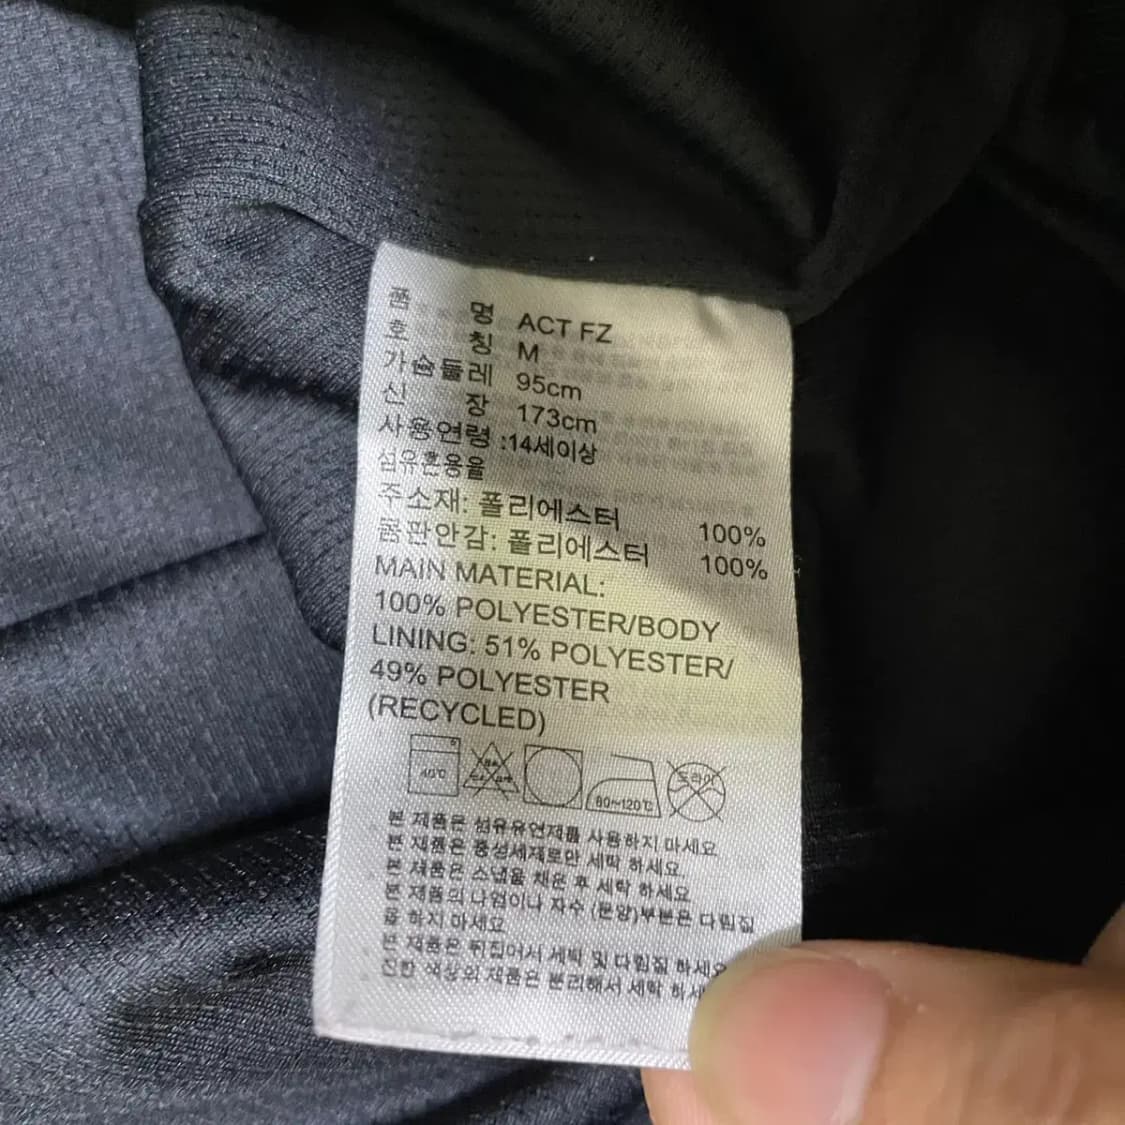 품 명 ACT FZ
호 칭 M
가슴둘레 95cm
신 장 173cm
사용연령 :14세이상
섬유혼용율
주소재: 폴리에스터 100%
몸판안감: 폴리에스터 100%
MAIN MATERIAL:
100% POLYESTER/BODY
LINING: 51% POLYESTER/
49% POLYESTER
(RECYCLED)
40℃ 80~120℃ 드라이
본 제품은 섬유유연제를 사용하지 마세요
본 제품은 중성세제로만 세탁 하세요
본 제품은 스냅을 채운 후 세탁 하세요
본 제품의 나염이나 자수 (문양)부분은 다림질
을 하지 마세요
본 제품은 뒤집어서 세탁 및 다림질 하세요
진한 색상의 제품은 분리해서 세탁